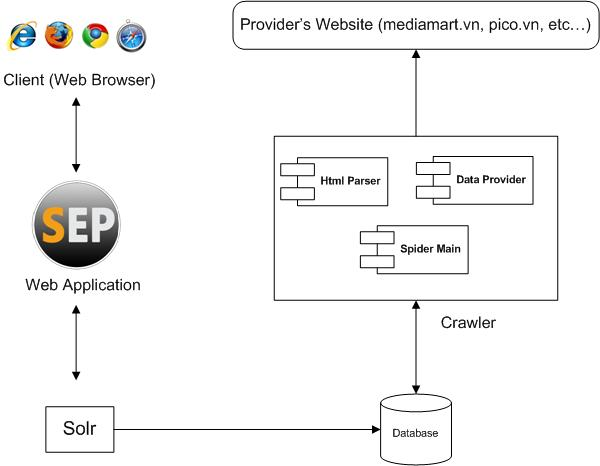 Provider's Website (mediamart.vn, pico.vn, etc…)
Client (Web Browser)
Html Parser
Data Provider
Spider Main
SEP
Web Application
Crawler
Solr
Database